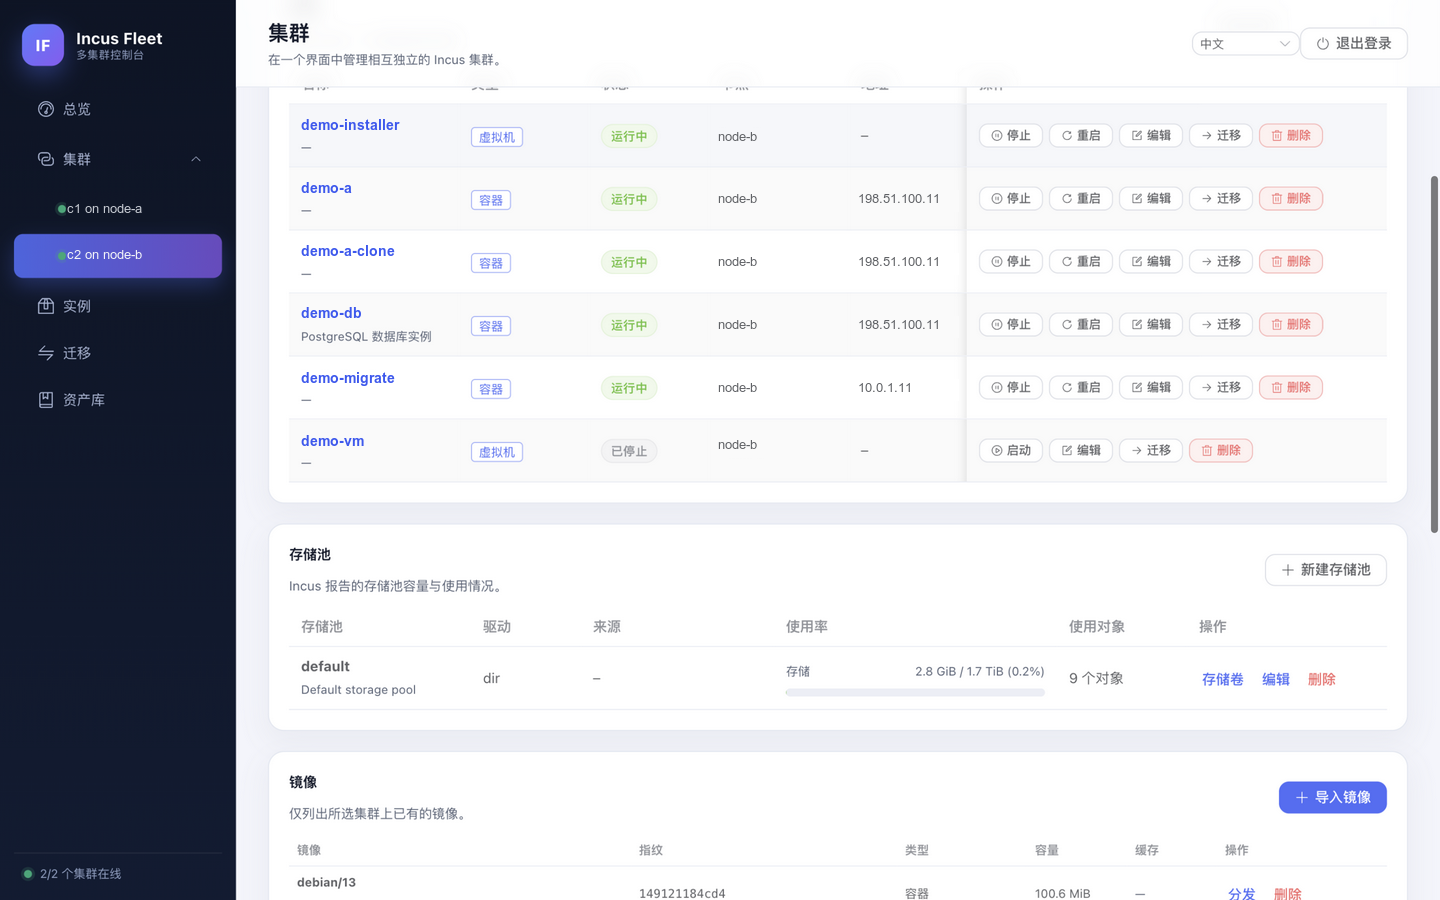 IF
Incus Fleet
多集群控制台
总览
集群
c1 on node-a
c2 on node-b
实例
迁移
资产库
2/2 个集群在线
集群
在一个界面中管理相互独立的 Incus 集群。
中文
退出登录
demo-installer
—
虚拟机
运行中
node-b
–
停止 重启 编辑 迁移 删除
demo-a
—
容器
运行中
node-b
198.51.100.11
停止 重启 编辑 迁移 删除
demo-a-clone
—
容器
运行中
node-b
198.51.100.11
停止 重启 编辑 迁移 删除
demo-db
PostgreSQL 数据库实例
容器
运行中
node-b
198.51.100.11
停止 重启 编辑 迁移 删除
demo-migrate
—
容器
运行中
node-b
10.0.1.11
停止 重启 编辑 迁移 删除
demo-vm
—
虚拟机
已停止
node-b
–
启动 编辑 迁移 删除
存储池
Incus 报告的存储池容量与使用情况。
新建存储池
存储池 驱动 来源 使用率 使用对象 操作
default
Default storage pool
dir
–
存储 2.8 GiB / 1.7 TiB (0.2%)
9 个对象
存储卷 编辑 删除
镜像
仅列出所选集群上已有的镜像。
导入镜像
镜像 指纹 类型 容量 缓存 操作
debian/13
149121184cd4
容器
100.6 MiB
—
分发 删除